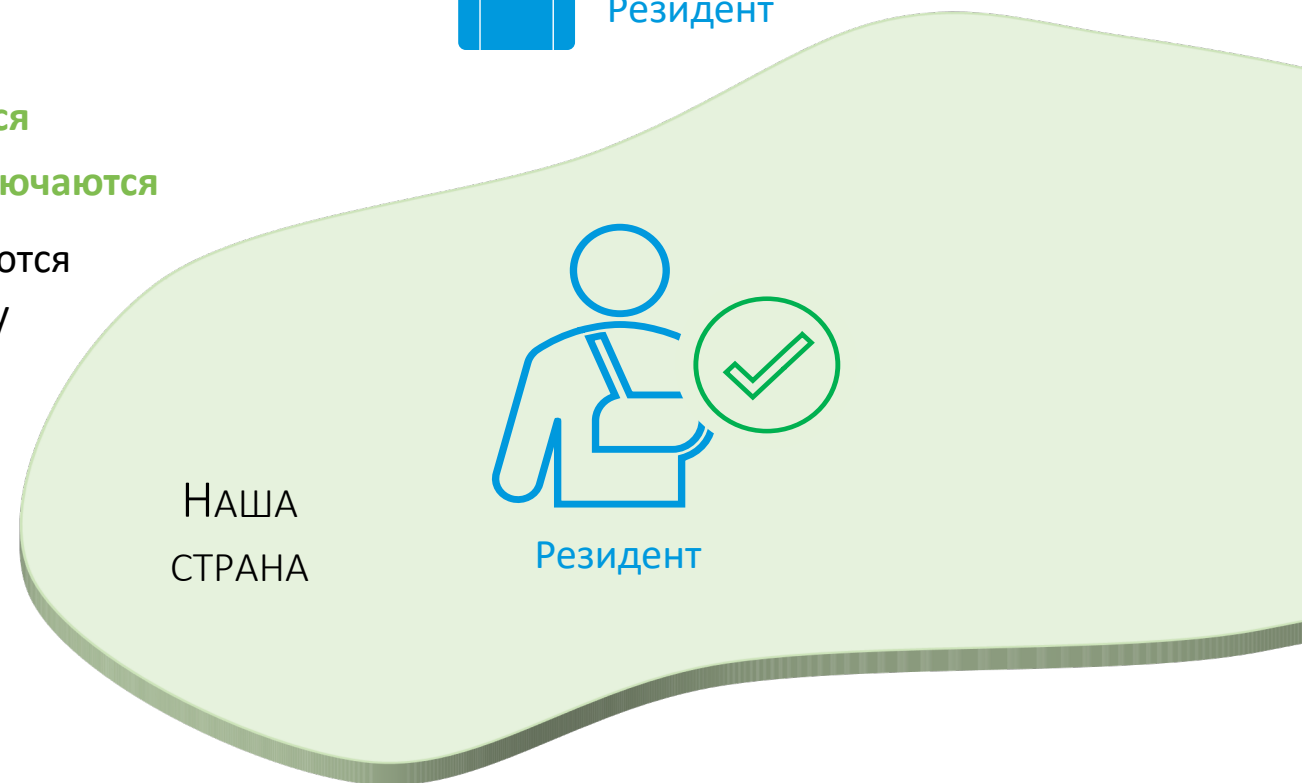 Резидент
ся
ючаются
ются
у
Наша
страна
Резидент